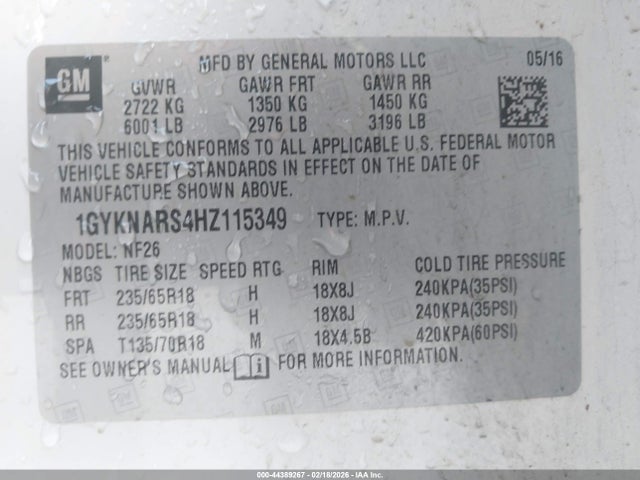 GM
MFD BY GENERAL MOTORS LLC 05/16
GVWR GAWR FRT GAWR RR
2722 KG 1350 KG 1450 KG
6001 LB 2976 LB 3196 LB
THIS VEHICLE CONFORMS TO ALL APPLICABLE U.S. FEDERAL MOTOR
VEHICLE SAFETY STANDARDS IN EFFECT ON THE DATE OF
MANUFACTURE SHOWN ABOVE.
1GYKNARS4HZ115349 TYPE: M.P.V.
MODEL: NF26
NBGS TIRE SIZE SPEED RTG RIM COLD TIRE PRESSURE
FRT 235/65R18 H 18X8J 240KPA(35PSI)
RR 235/65R18 H 18X8J 240KPA(35PSI)
SPA T135/70R18 M 18X4.5B 420KPA(60PSI)
SEE OWNER'S MANUAL FOR MORE INFORMATION.
000-44389267 - 02/18/2026 - IAA Inc. Copyright